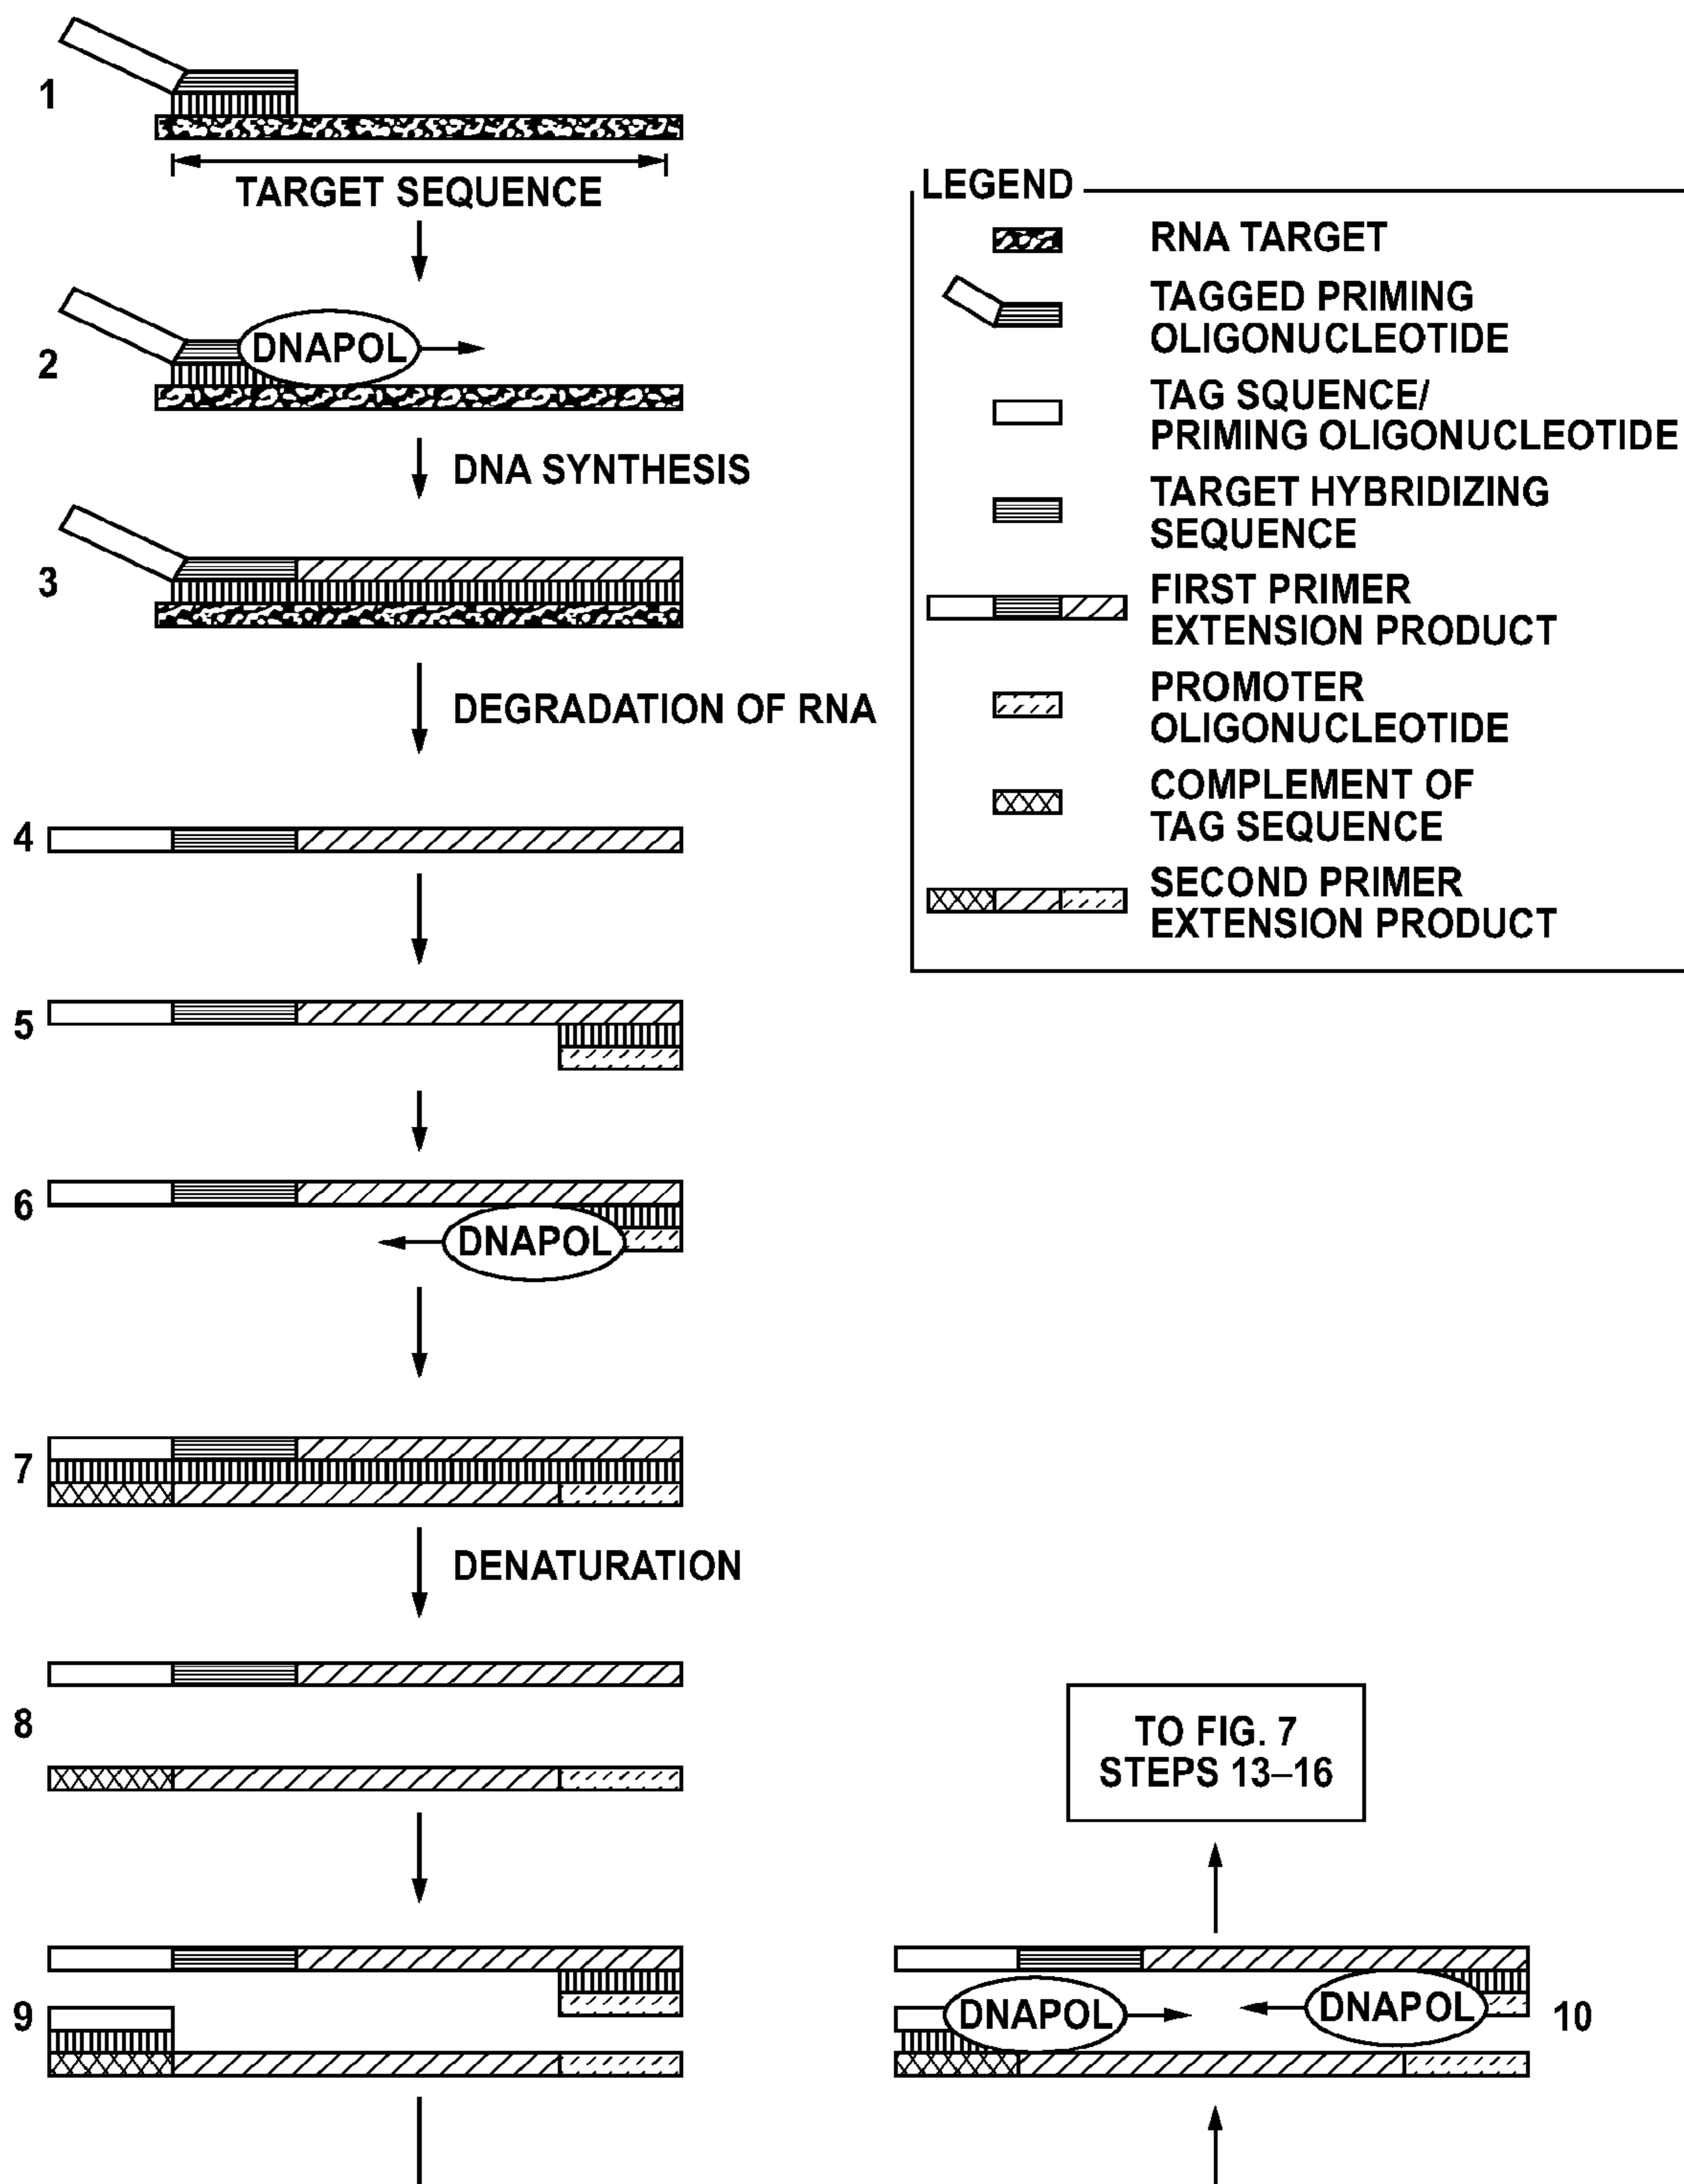 1
TARGET SEQUENCE
2
DNAPOL
DNA SYNTHESIS
3
DEGRADATION OF RNA
4
5
6
DNAPOL
7
DENATURATION
8
9
LEGEND
RNA TARGET
TAGGED PRIMING
OLIGONUCLEOTIDE
TAG SQUENCE/
PRIMING OLIGONUCLEOTIDE
TARGET HYBRIDIZING
SEQUENCE
FIRST PRIMER
EXTENSION PRODUCT
PROMOTER
OLIGONUCLEOTIDE
COMPLEMENT OF
TAG SEQUENCE
SECOND PRIMER
EXTENSION PRODUCT
TO FIG. 7
STEPS 13–16
DNAPOL
DNAPOL
10